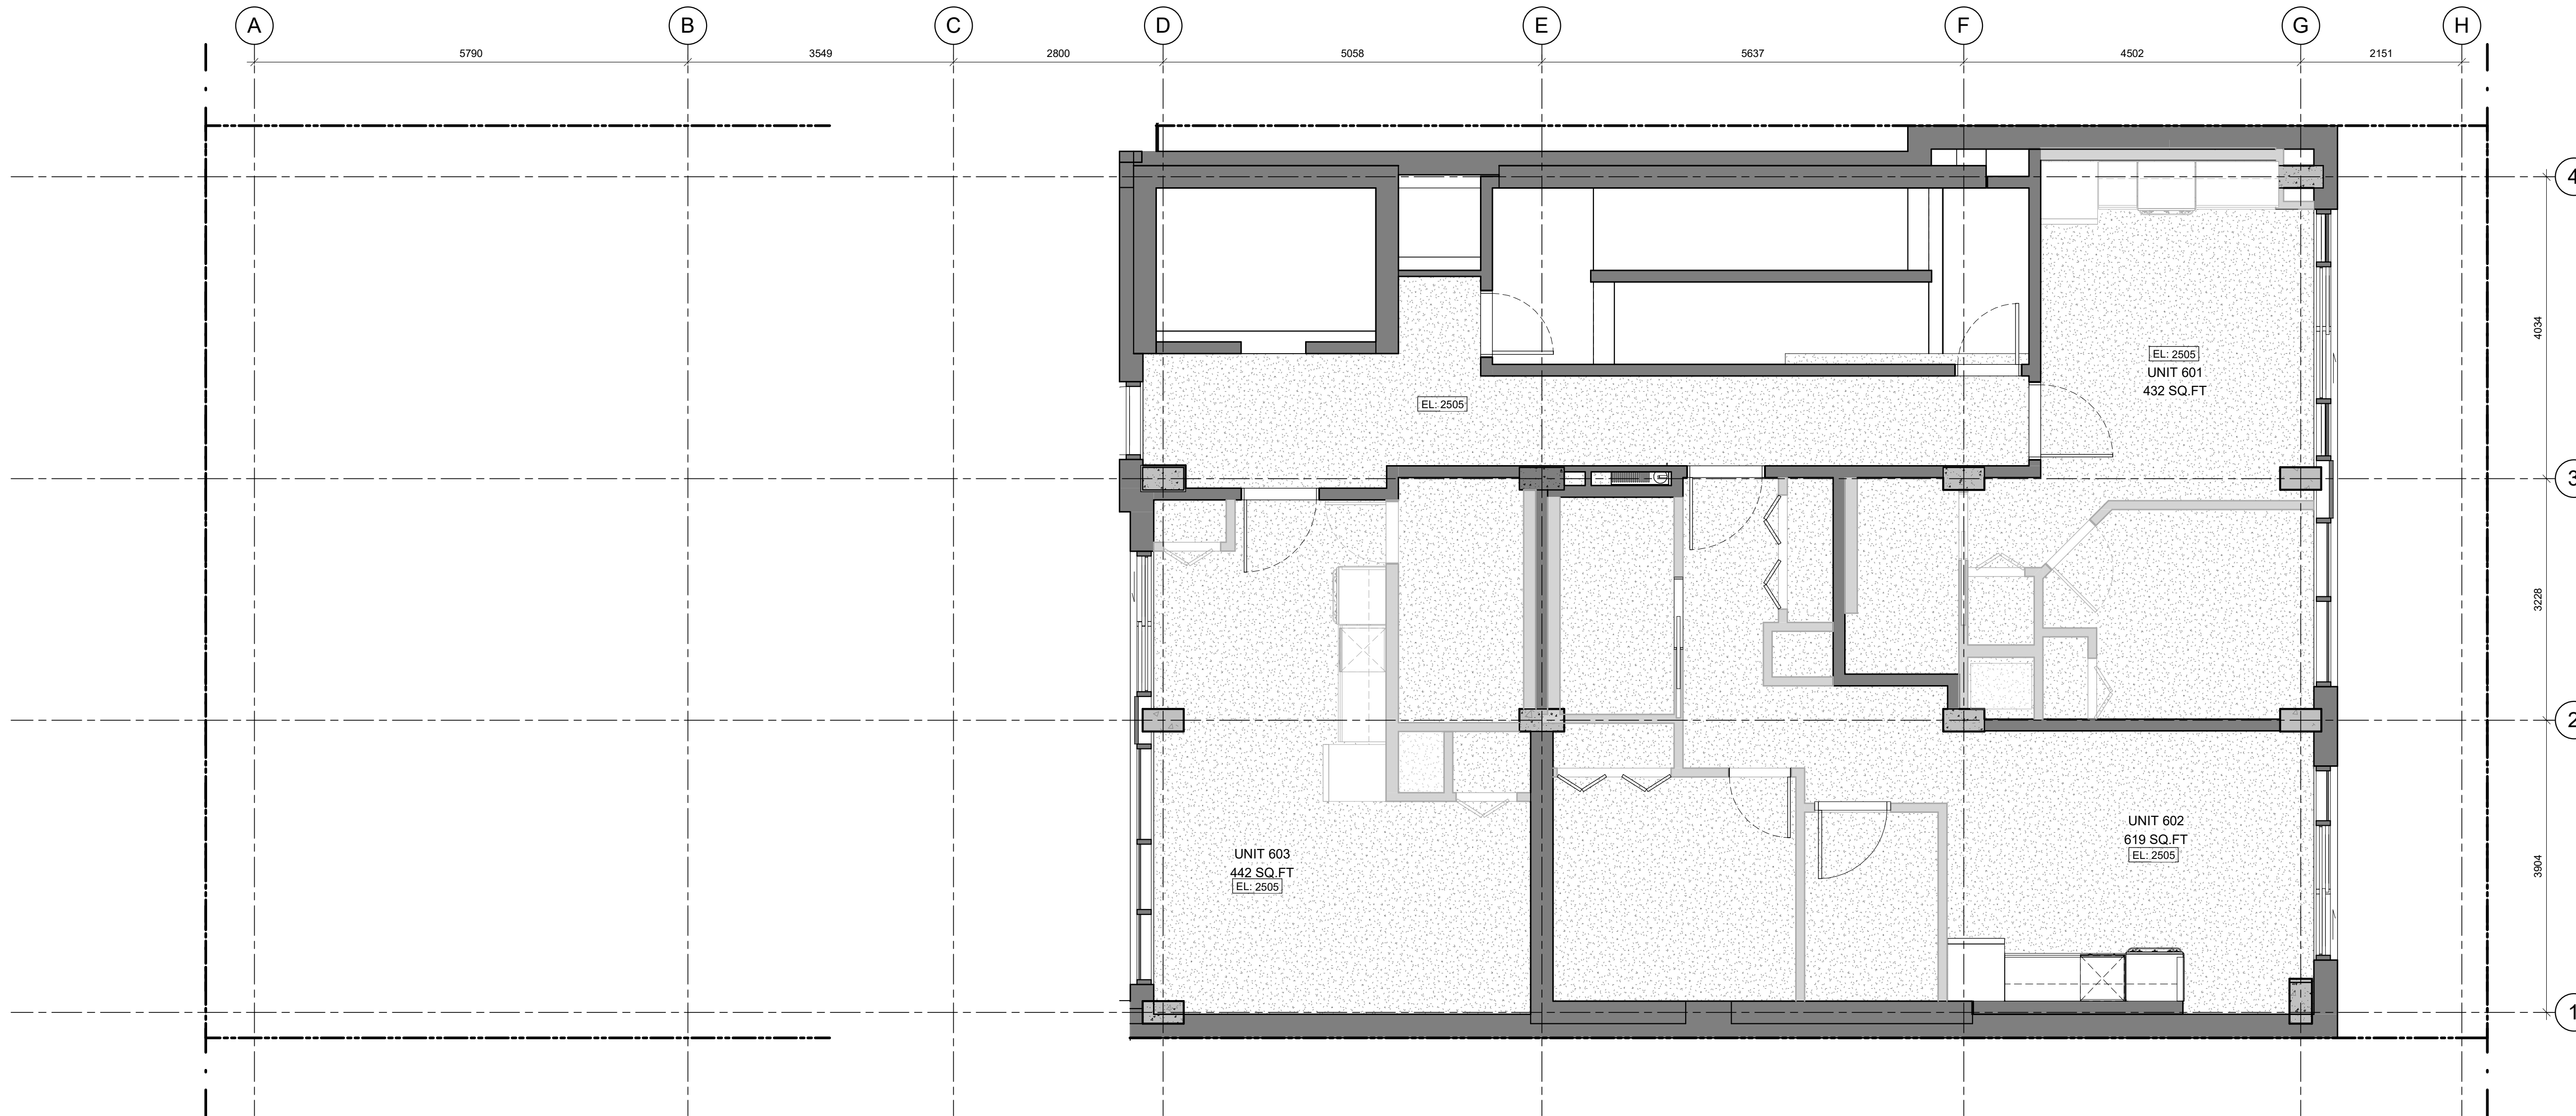 A B C D E F G H
5790 3549 2800 5058 5637 4502 2151
4
4034
EL: 2505
UNIT 601
432 SQ.FT
EL: 2505
3
3228
2
UNIT 602
619 SQ.FT
EL: 2505
UNIT 603
442 SQ.FT
EL: 2505
3904
1